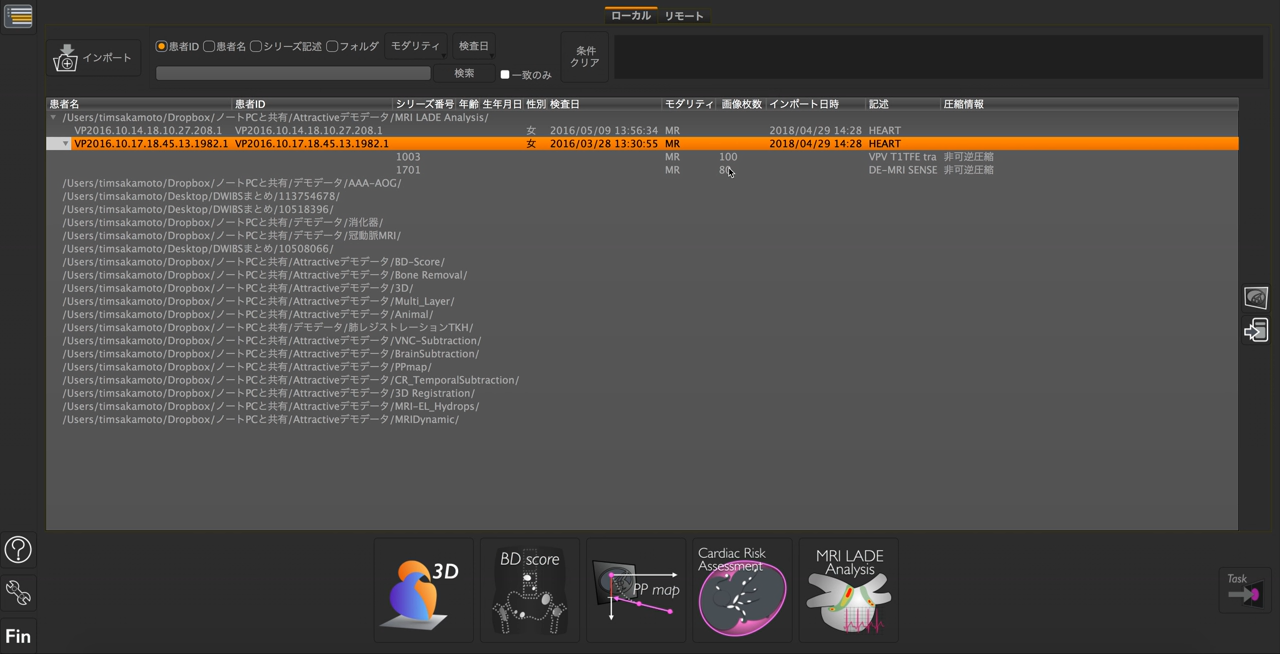 ローカル リモート
インポート
患者ID 患者名 シリーズ記述 フォルダ モダリティ 検査日
検索 一致のみ
条件
クリア
患者名 患者ID シリーズ番号 年齢 生年月日 性別 検査日 モダリティ 画像枚数 インポート日時 記述 圧縮情報
/Users/timsakamoto/Dropbox/ノートPCと共有/MRI LADE Analysis/
VP2016.10.14.18.10.27.208.1 VP2016.10.14.18.10.27.208.1 女 2016/05/09 13:56:34 MR 2018/04/29 14:28 HEART
VP2016.10.17.18.45.13.1982.1 VP2016.10.17.18.45.13.1982.1 女 2016/03/28 13:30:55 MR 2018/04/29 14:28 HEART
1003 MR 100 VPV T1TFE tra 非可逆圧縮
1701 MR 80 DE-MRI SENSE 非可逆圧縮
/Users/timsakamoto/Dropbox/ノートPCと共有/デモデータ/AAA-AOG/
/Users/timsakamoto/Desktop/DWIBSまとめ/113754678/
/Users/timsakamoto/Desktop/DWIBSまとめ/10518396/
/Users/timsakamoto/Dropbox/ノートPCと共有/デモデータ/消化器/
/Users/timsakamoto/Dropbox/ノートPCと共有/デモデータ/冠動脈MRI/
/Users/timsakamoto/Desktop/DWIBSまとめ/10508066/
/Users/timsakamoto/Dropbox/ノートPCと共有/Attractiveデモデータ/BD-Score/
/Users/timsakamoto/Dropbox/ノートPCと共有/Attractiveデモデータ/Bone Removal/
/Users/timsakamoto/Dropbox/ノートPCと共有/Attractiveデモデータ/3D/
/Users/timsakamoto/Dropbox/ノートPCと共有/Attractiveデモデータ/Multi_Layer/
/Users/timsakamoto/Dropbox/ノートPCと共有/Attractiveデモデータ/Animal/
/Users/timsakamoto/Dropbox/ノートPCと共有/デモデータ/肺レジストレーションTKH/
/Users/timsakamoto/Dropbox/ノートPCと共有/Attractiveデモデータ/VNC-Subtraction/
/Users/timsakamoto/Dropbox/ノートPCと共有/Attractiveデモデータ/BrainSubtraction/
/Users/timsakamoto/Dropbox/ノートPCと共有/Attractiveデモデータ/PPmap/
/Users/timsakamoto/Dropbox/ノートPCと共有/Attractiveデモデータ/CR_TemporalSubtraction/
/Users/timsakamoto/Dropbox/ノートPCと共有/Attractiveデモデータ/3D Registration/
/Users/timsakamoto/Dropbox/ノートPCと共有/Attractiveデモデータ/MRI-EL_Hydrops/
/Users/timsakamoto/Dropbox/ノートPCと共有/Attractiveデモデータ/MRIDynamic/
3D
BD score
PP map
Cardiac Risk
Assessment
MRI LADE
Analysis
Task
Fin